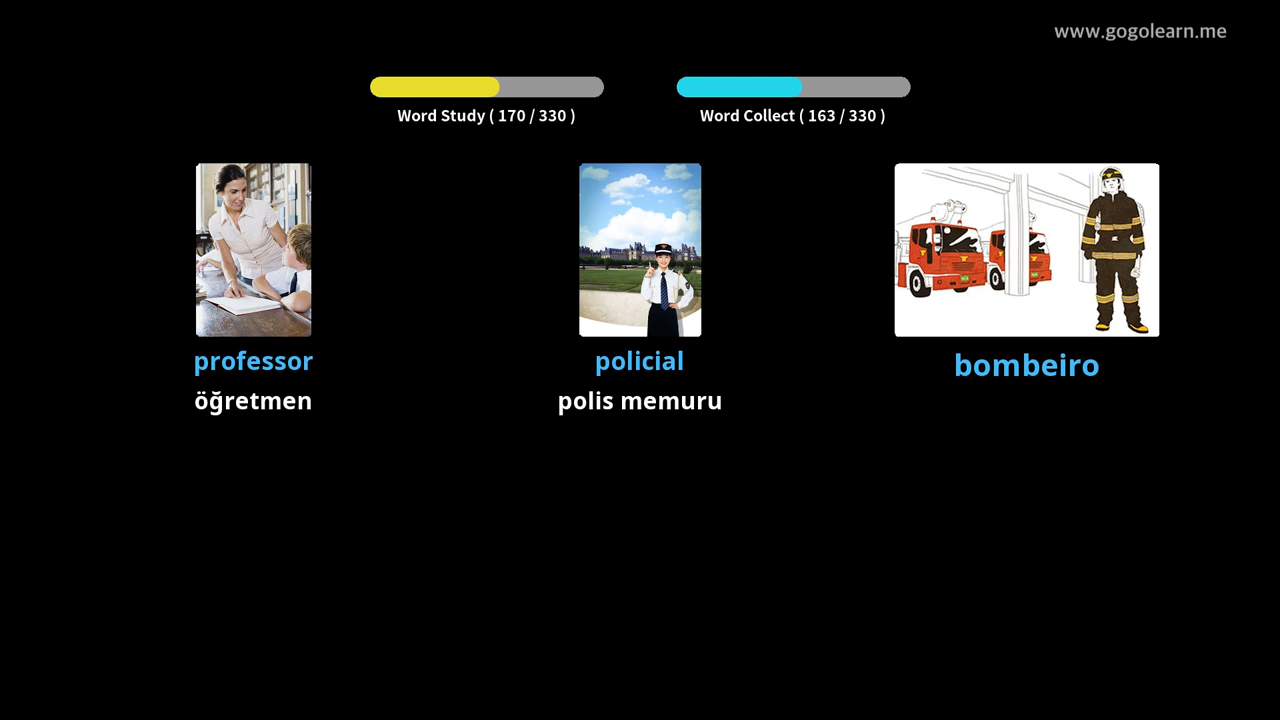 www.gogolearn.me
Word Study ( 170 / 330 )
Word Collect ( 163 / 330 )
professor
policial
bombeiro
öğretmen
polis memuru